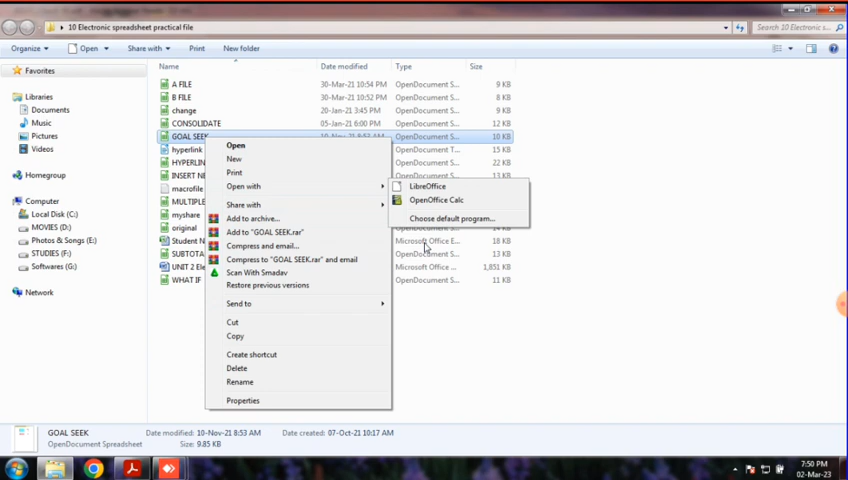 10 Electronic spreadsheet practical file
Search 10 Electronic s...
Organize Open Share with Print New folder
Name Date modified Type Size
Favorites
Libraries
Documents
Music
Pictures
Videos
Homegroup
Computer
Local Disk (C:)
MOVIES (D:)
Photos & Songs (E:)
STUDIES (F:)
Softwares (G:)
Network
A FILE 30-Mar-21 10:54 PM OpenDocument S... 9 KB
B FILE 30-Mar-21 10:52 PM OpenDocument S... 8 KB
change 20-Jan-21 3:45 PM OpenDocument S... 9 KB
CONSOLIDATE 05-Jan-21 6:00 PM OpenDocument S... 12 KB
GOAL SEEK 10-Nov-21 8:53 AM OpenDocument S... 10 KB
hyperlink OpenDocument T... 15 KB
HYPERLIN OpenDocument S... 22 KB
INSERT NE OpenDocument S... 13 KB
macrofile
myshare
original 14 KB
Student N Microsoft Office E... 18 KB
SUBTOTA OpenDocument S... 13 KB
UNIT 2 Ele Microsoft Office ... 1,851 KB
WHAT IF OpenDocument S... 11 KB
Open
New
Print
Open with
Share with
Add to archive...
Add to "GOAL SEEK.rar"
Compress and email...
Compress to "GOAL SEEK.rar" and email
Scan With Smadav
Restore previous versions
Send to
Cut
Copy
Create shortcut
Delete
Rename
Properties
LibreOffice
OpenOffice Calc
Choose default program...
GOAL SEEK Date modified: 10-Nov-21 8:53 AM Date created: 07-Oct-21 10:17 AM
OpenDocument Spreadsheet Size: 9.85 KB
7:50 PM
02-Mar-23